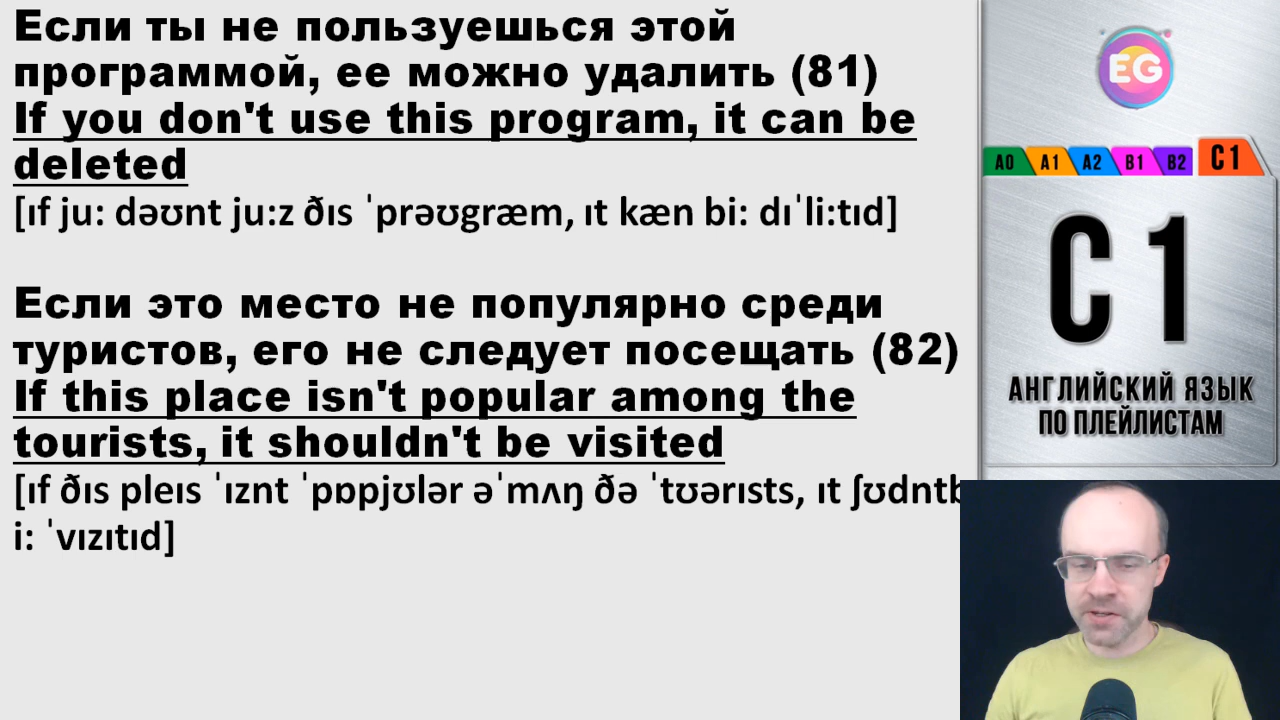 Если ты не пользуешься этой
программой, ее можно удалить (81)
If you don't use this program, it can be
deleted
[ɪf ju: dəʊnt ju:z ðɪs ˈprəʊgræm, ɪt kæn bi: dɪˈli:tɪd]
Если это место не популярно среди
туристов, его не следует посещать (82)
If this place isn't popular among the
tourists, it shouldn't be visited
[ɪf ðɪs pleɪs ˈɪznt ˈpɒpjʊlər əˈmʌŋ ðə ˈtʊərɪsts, ɪt ʃʊdntb
i: ˈvɪzɪtɪd]
EG
A0 A1 A2 B1 B2 C1
C1
АНГЛИЙСКИЙ ЯЗЫК
ПО ПЛЕЙЛИСТАМ